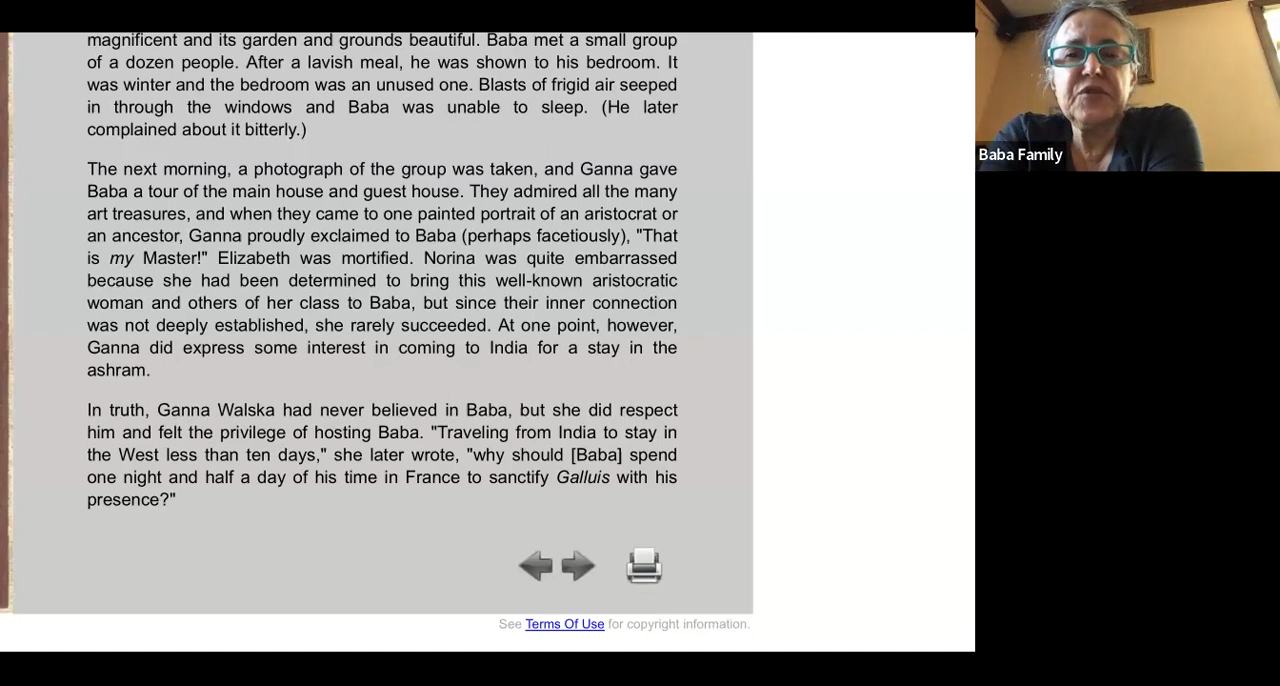 magnificent and its garden and grounds beautiful. Baba met a small group
of a dozen people. After a lavish meal, he was shown to his bedroom. It
was winter and the bedroom was an unused one. Blasts of frigid air seeped
in through the windows and Baba was unable to sleep. (He later
complained about it bitterly.)
The next morning, a photograph of the group was taken, and Ganna gave
Baba a tour of the main house and guest house. They admired all the many
art treasures, and when they came to one painted portrait of an aristocrat or
an ancestor, Ganna proudly exclaimed to Baba (perhaps facetiously), "That
is my Master!" Elizabeth was mortified. Norina was quite embarrassed
because she had been determined to bring this well-known aristocratic
woman and others of her class to Baba, but since their inner connection
was not deeply established, she rarely succeeded. At one point, however,
Ganna did express some interest in coming to India for a stay in the
ashram.
In truth, Ganna Walska had never believed in Baba, but she did respect
him and felt the privilege of hosting Baba. "Traveling from India to stay in
the West less than ten days," she later wrote, "why should [Baba] spend
one night and half a day of his time in France to sanctify Galluis with his
presence?"
See Terms Of Use for copyright information.
Baba Family